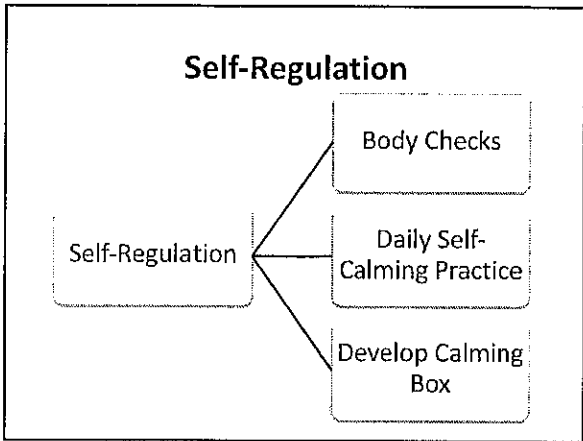 Self-Regulation
Body Checks
Self-Regulation
Daily Self-
Calming Practice
Develop Calming
Box